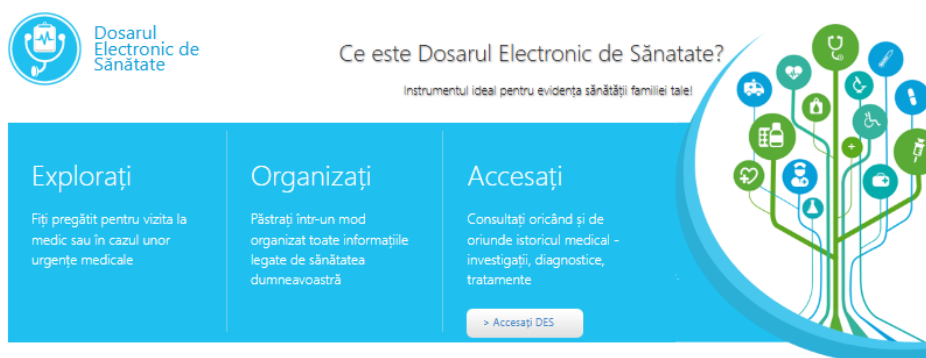 Dosarul
Electronic de
Sănătate
Ce este Dosarul Electronic de Sănatate?
Instrumentul ideal pentru evidența sănătății familiei tale!
Explorați
Fiți pregătit pentru vizita la
medic sau în cazul unor
urgențe medicale
Organizați
Păstrați într-un mod
organizat toate informațiile
legate de sănătatea
dumneavoastră
Accesați
Consultați oricând și de
oriunde istoricul medical -
investigații, diagnostice,
tratamente
> Accesați DES